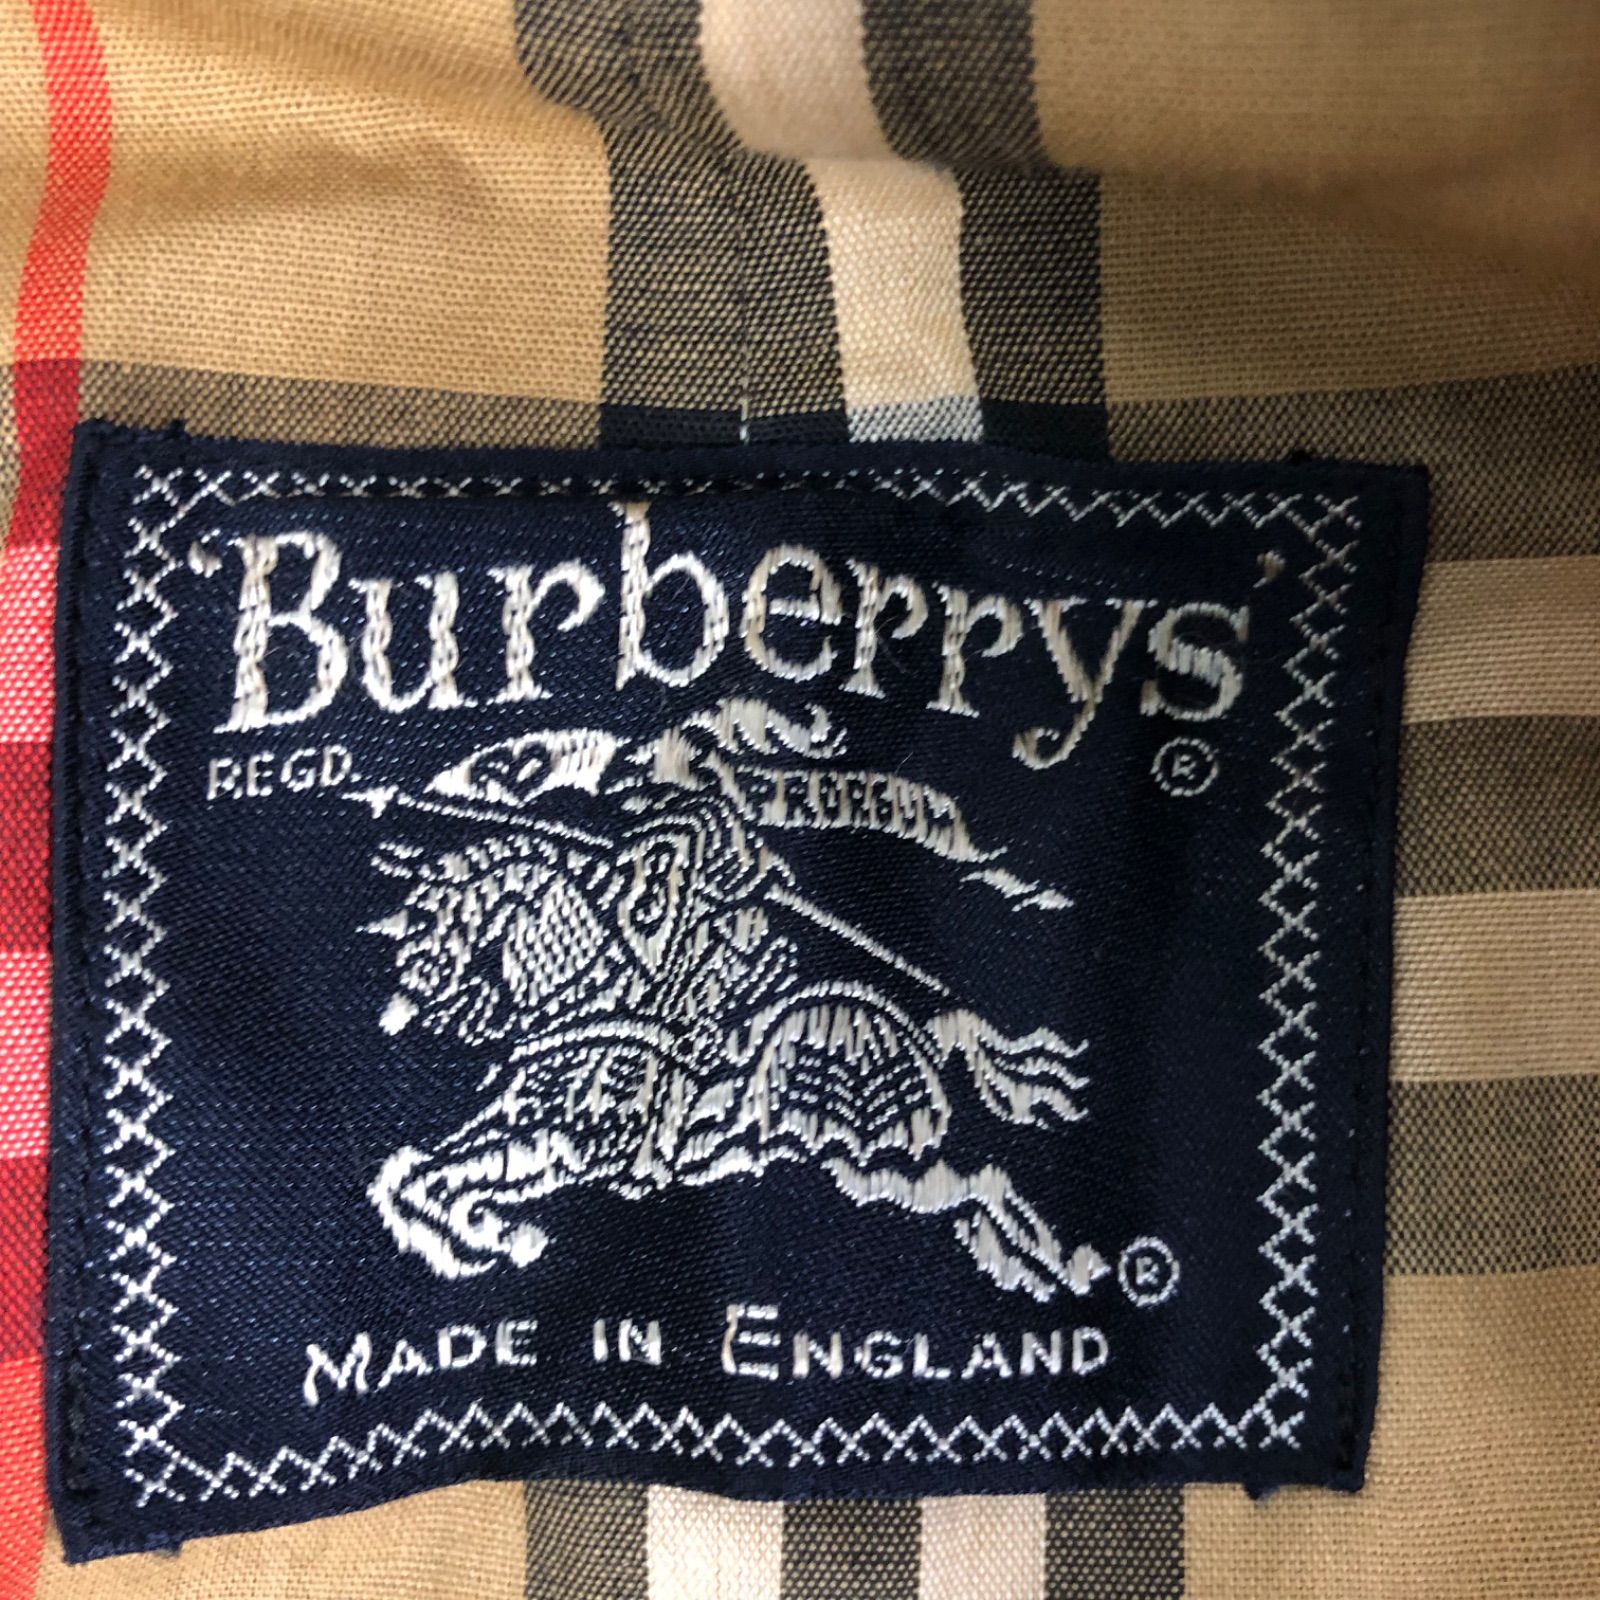 'Burberrys'
REGD. ®
PRORSUM
®
MADE IN ENGLAND